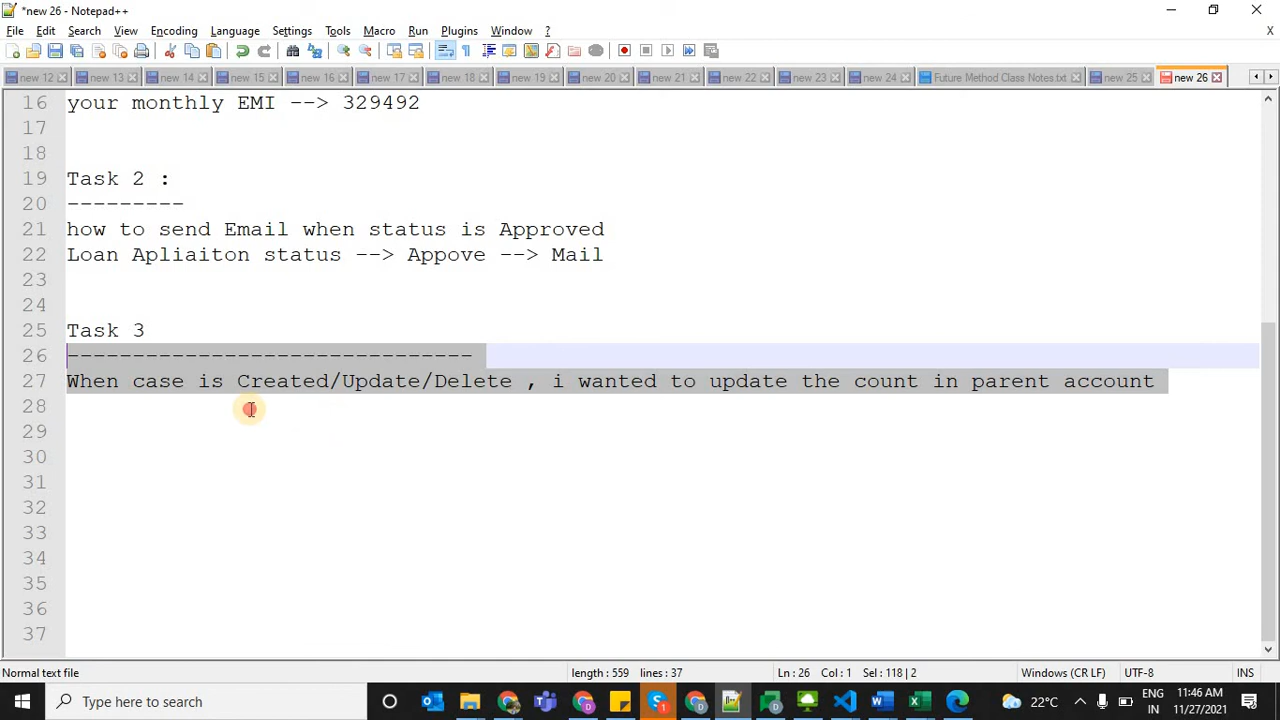 *new 26 - Notepad++
File Edit Search View Encoding Language Settings Tools Macro Run Plugins Window ? X
new 12 new 13 new 14 new 15 new 16 new 17 new 19 new 20 new 21 new 22 new 23 new 24 Future Method Class Notes.txt new 25 new 26
16 your monthly EMI --> 329492
17
18
19 Task 2 :
20 ---------
21 how to send Email when status is Approved
22 Loan Apliaiton status --> Appove --> Mail
23
24
25 Task 3
26 -------------------------------
27 When case is Created/Update/Delete , i wanted to update the count in parent account
28
29
30
31
32
33
34
35
36
37
Normal text file length : 559 lines : 37 Ln : 26 Col : 1 Sel : 118 | 2 Windows (CR LF) UTF-8 INS
Type here to search 22°C ENG IN 11:46 AM 11/27/2021